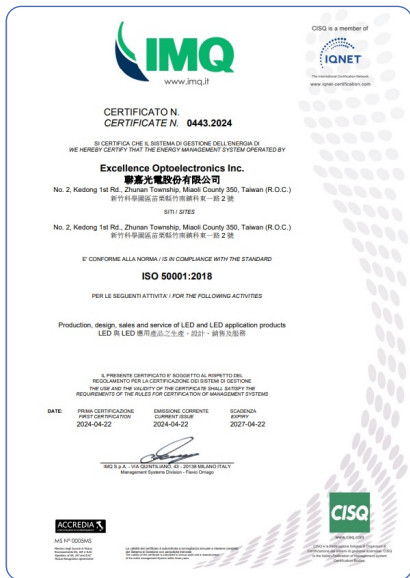 IMQ
www.imq.it
CISQ is a member of
IQNET
The International Certification Network
www.iqnet-certification.com
CERTIFICATO N.
CERTIFICATE N. 0443.2024
SI CERTIFICA CHE IL SISTEMA DI GESTIONE DELL'ENERGIA DI
WE HEREBY CERTIFY THAT THE ENERGY MANAGEMENT SYSTEM OPERATED BY
Excellence Optoelectronics Inc.
聯嘉光電股份有限公司
No. 2, Kedong 1st Rd., Zhunan Township, Miaoli County 350, Taiwan (R.O.C.)
新竹科學園區苗栗縣竹南鎮科東一路 2 號
SITI / SITES
No. 2, Kedong 1st Rd., Zhunan Township, Miaoli County 350, Taiwan (R.O.C.)
新竹科學園區苗栗縣竹南鎮科東一路 2 號
E' CONFORME ALLA NORMA / IS IN COMPLIANCE WITH THE STANDARD
ISO 50001:2018
PER LE SEGUENTI ATTIVITA' / FOR THE FOLLOWING ACTIVITIES
Production, design, sales and service of LED and LED application products
LED 與 LED 應用產品之生產、設計、銷售及服務
IL PRESENTE CERTIFICATO E' SOGGETTO AL RISPETTO DEL
REGOLAMENTO PER LA CERTIFICAZIONE DEI SISTEMI DI GESTIONE
THE USE AND THE VALIDITY OF THE CERTIFICATE SHALL SATISFY THE
REQUIREMENTS OF THE RULES FOR CERTIFICATION OF MANAGEMENT SYSTEMS
DATE: PRIMA CERTIFICAZIONE EMISSIONE CORRENTE SCADENZA
FIRST CERTIFICATION CURRENT ISSUE EXPIRY
2024-04-22 2024-04-22 2027-04-22
IMQ S.p.A. - VIA QUINTILIANO, 43 - 20138 MILANO ITALY
Management Systems Division - Flavio Ornago
ACCREDIA
MS N° 0005MS
CISQ
www.cisq.com